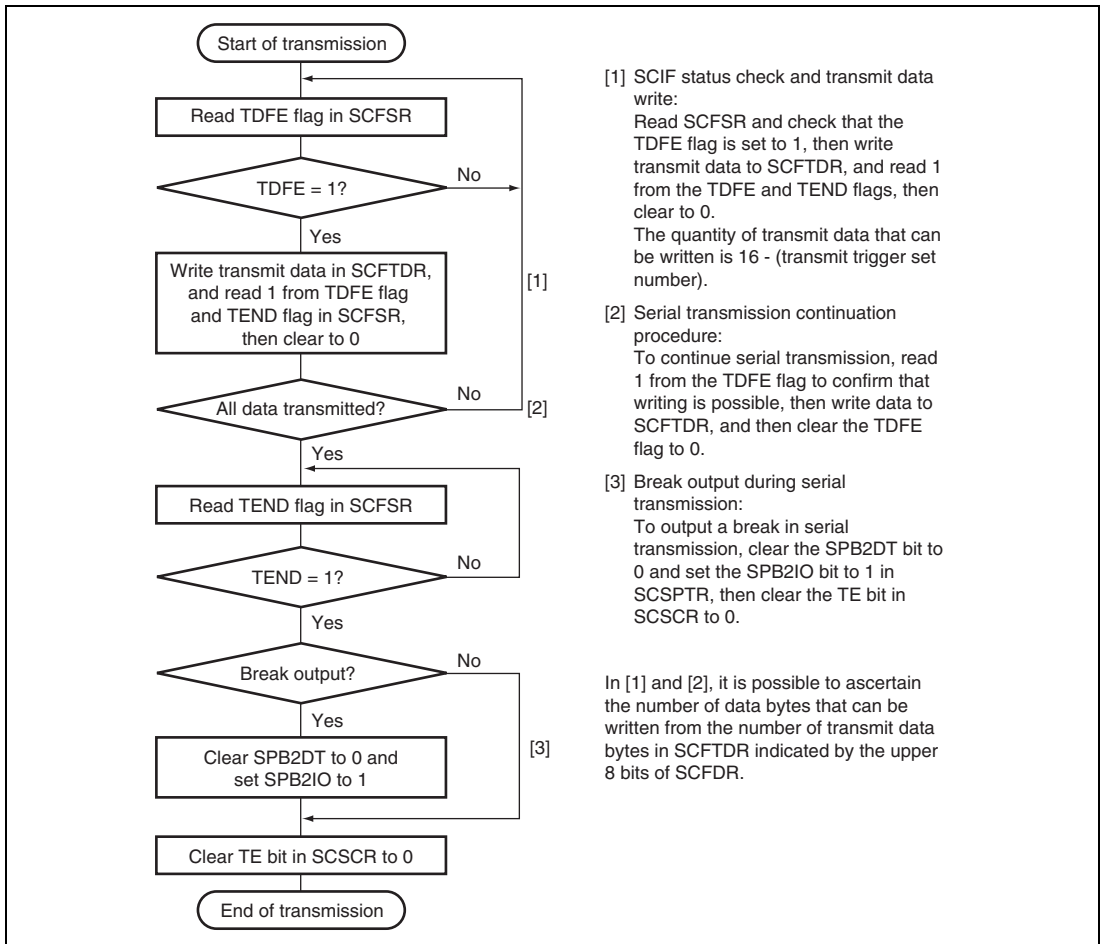 Start of transmission
Read TDFE flag in SCFSR
TDFE = 1?
No
Yes
Write transmit data in SCFTDR,
and read 1 from TDFE flag
and TEND flag in SCFSR,
then clear to 0
[1]
All data transmitted?
No
[2]
Yes
Read TEND flag in SCFSR
TEND = 1?
No
Yes
Break output?
No
Yes
Clear SPB2DT to 0 and
set SPB2IO to 1
[3]
Clear TE bit in SCSCR to 0
End of transmission
[1] SCIF status check and transmit data
write:
Read SCFSR and check that the
TDFE flag is set to 1, then write
transmit data to SCFTDR, and read 1
from the TDFE and TEND flags, then
clear to 0.
The quantity of transmit data that can
be written is 16 - (transmit trigger set
number).
[2] Serial transmission continuation
procedure:
To continue serial transmission, read
1 from the TDFE flag to confirm that
writing is possible, then write data to
SCFTDR, and then clear the TDFE
flag to 0.
[3] Break output during serial
transmission:
To output a break in serial
transmission, clear the SPB2DT bit to
0 and set the SPB2IO bit to 1 in
SCSPTR, then clear the TE bit in
SCSCR to 0.
In [1] and [2], it is possible to ascertain
the number of data bytes that can be
written from the number of transmit data
bytes in SCFTDR indicated by the upper
8 bits of SCFDR.